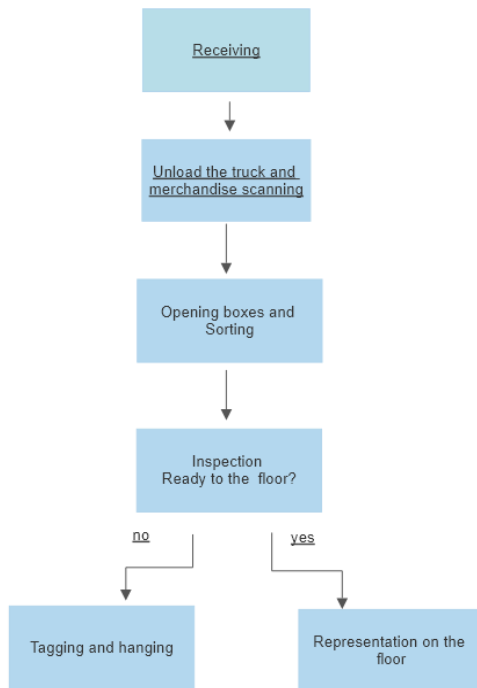 Receiving
Unload the truck and
merchandise scanning
Opening boxes and
Sorting
Inspection
Ready to the floor?
no
yes
Tagging and hanging
Representation on the
floor